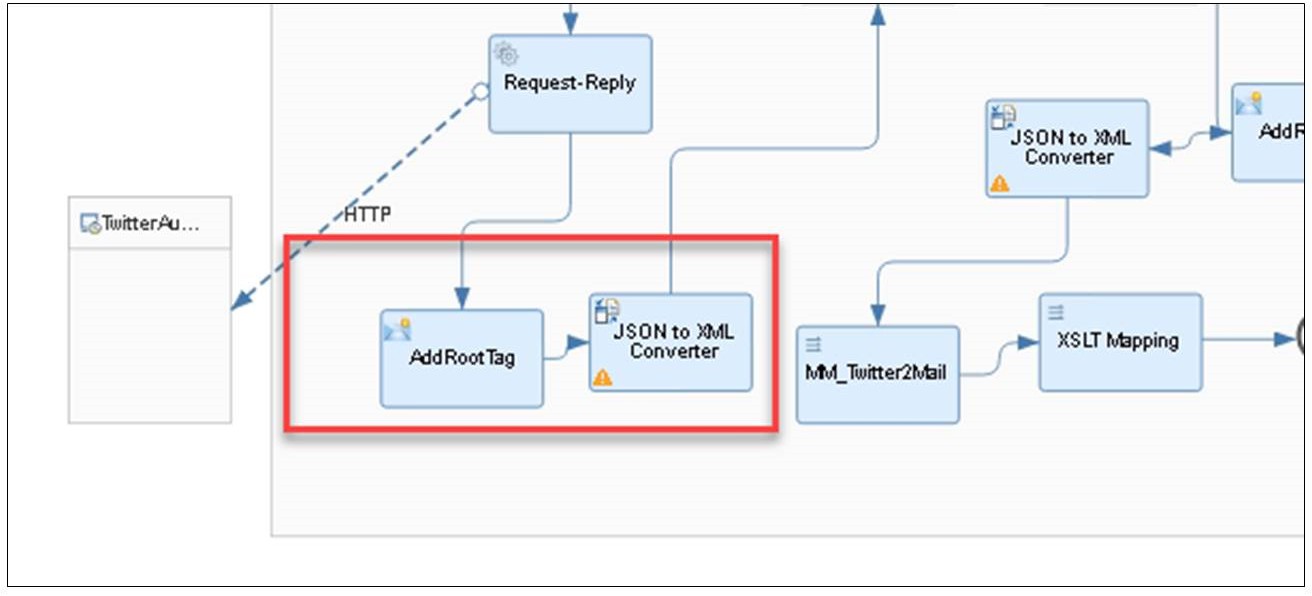 Request-Reply
JSON to XML
Converter
AddR
HTTP
TwitterAu...
JSON to XML
Converter
AddRootTag
MM_Twitter2Mail
XSLT Mapping